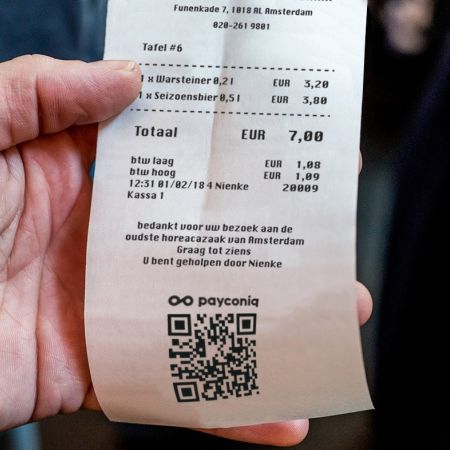 Funenkade 7, 1018 AL Amsterdam
020-261 9801
Tafel #6
1 x Warsteiner 0,2l EUR 3,20
1 x Seizoensbier 0,5l EUR 3,80
Totaal EUR 7,00
btw laag EUR 1,08
btw hoog EUR 1,09
12:31 01/02/18 4 Nienke 20009
Kassa 1
bedankt voor uw bezoek aan de
oudste horeacazaak van Amsterdam
Graag tot ziens
U bent geholpen door Nienke
payconiq